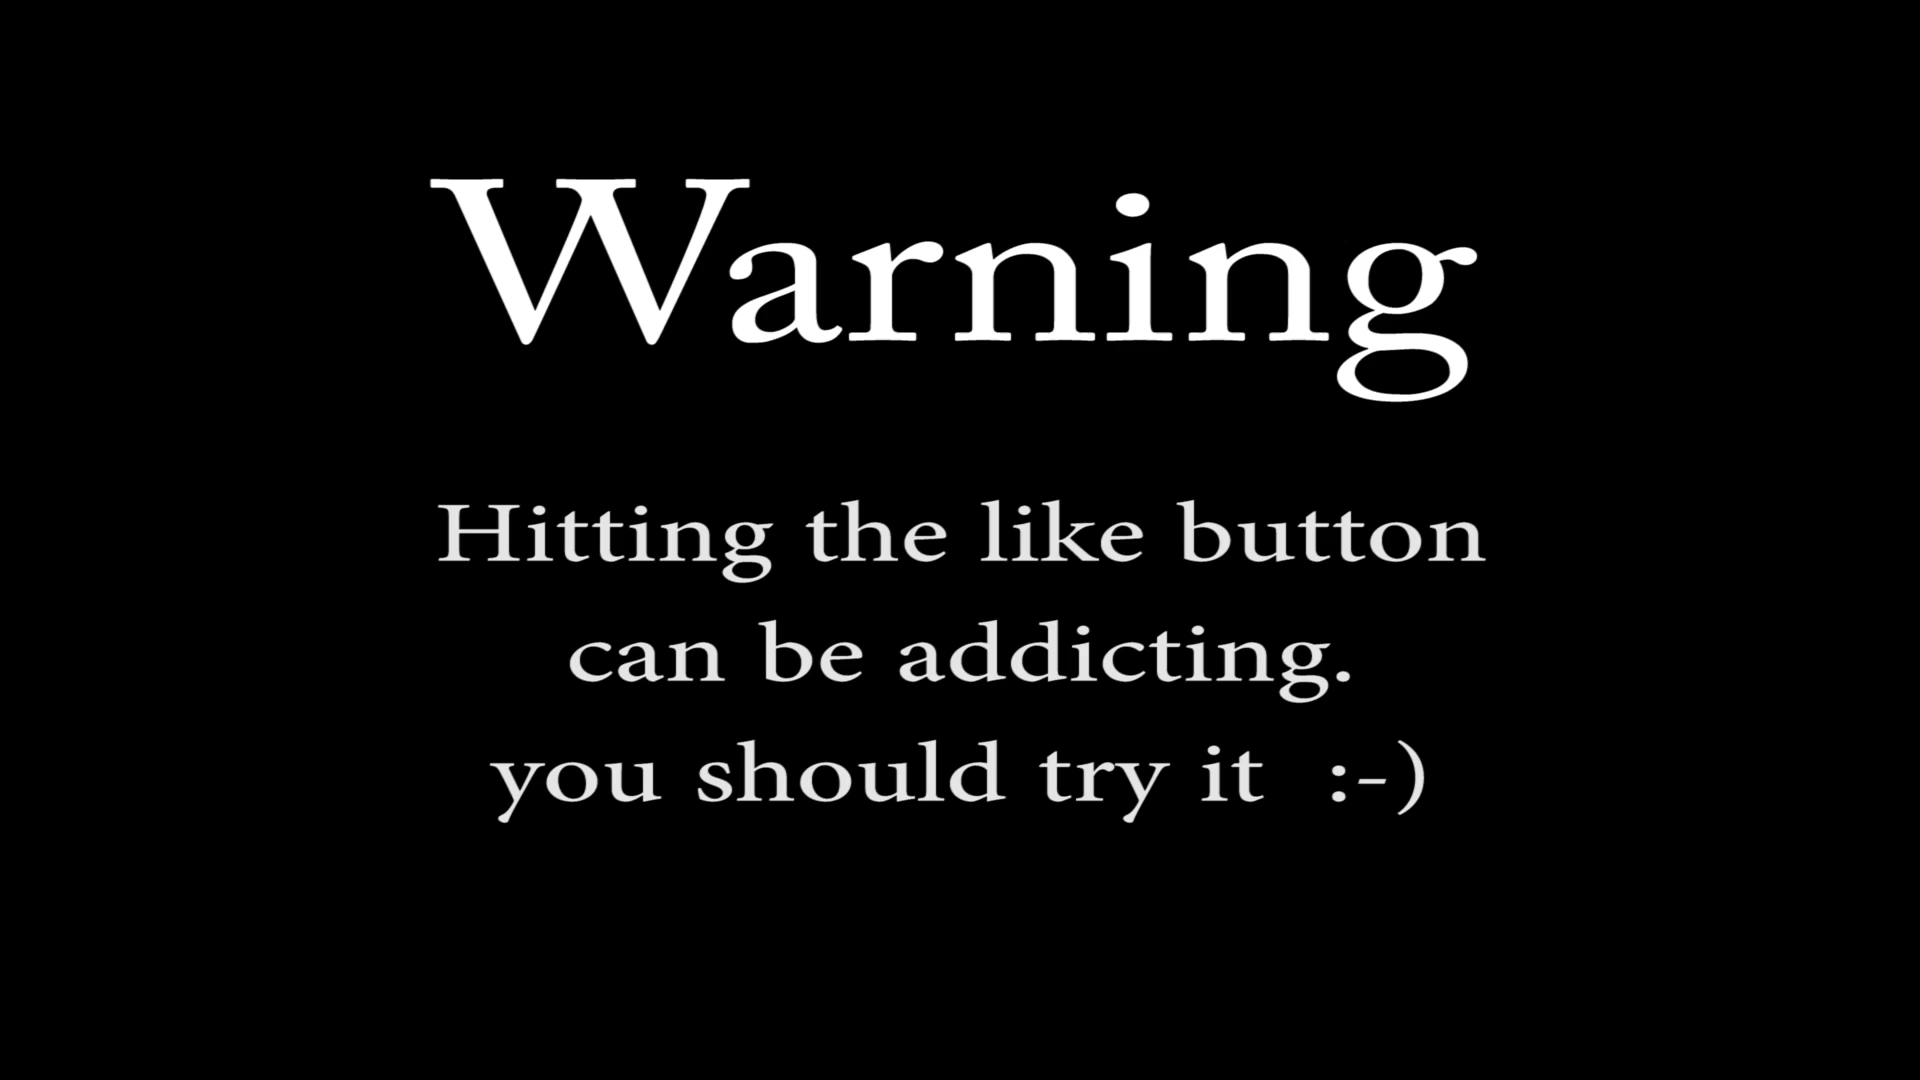 Warning
Hitting the like button
can be addicting.
you should try it  :-)